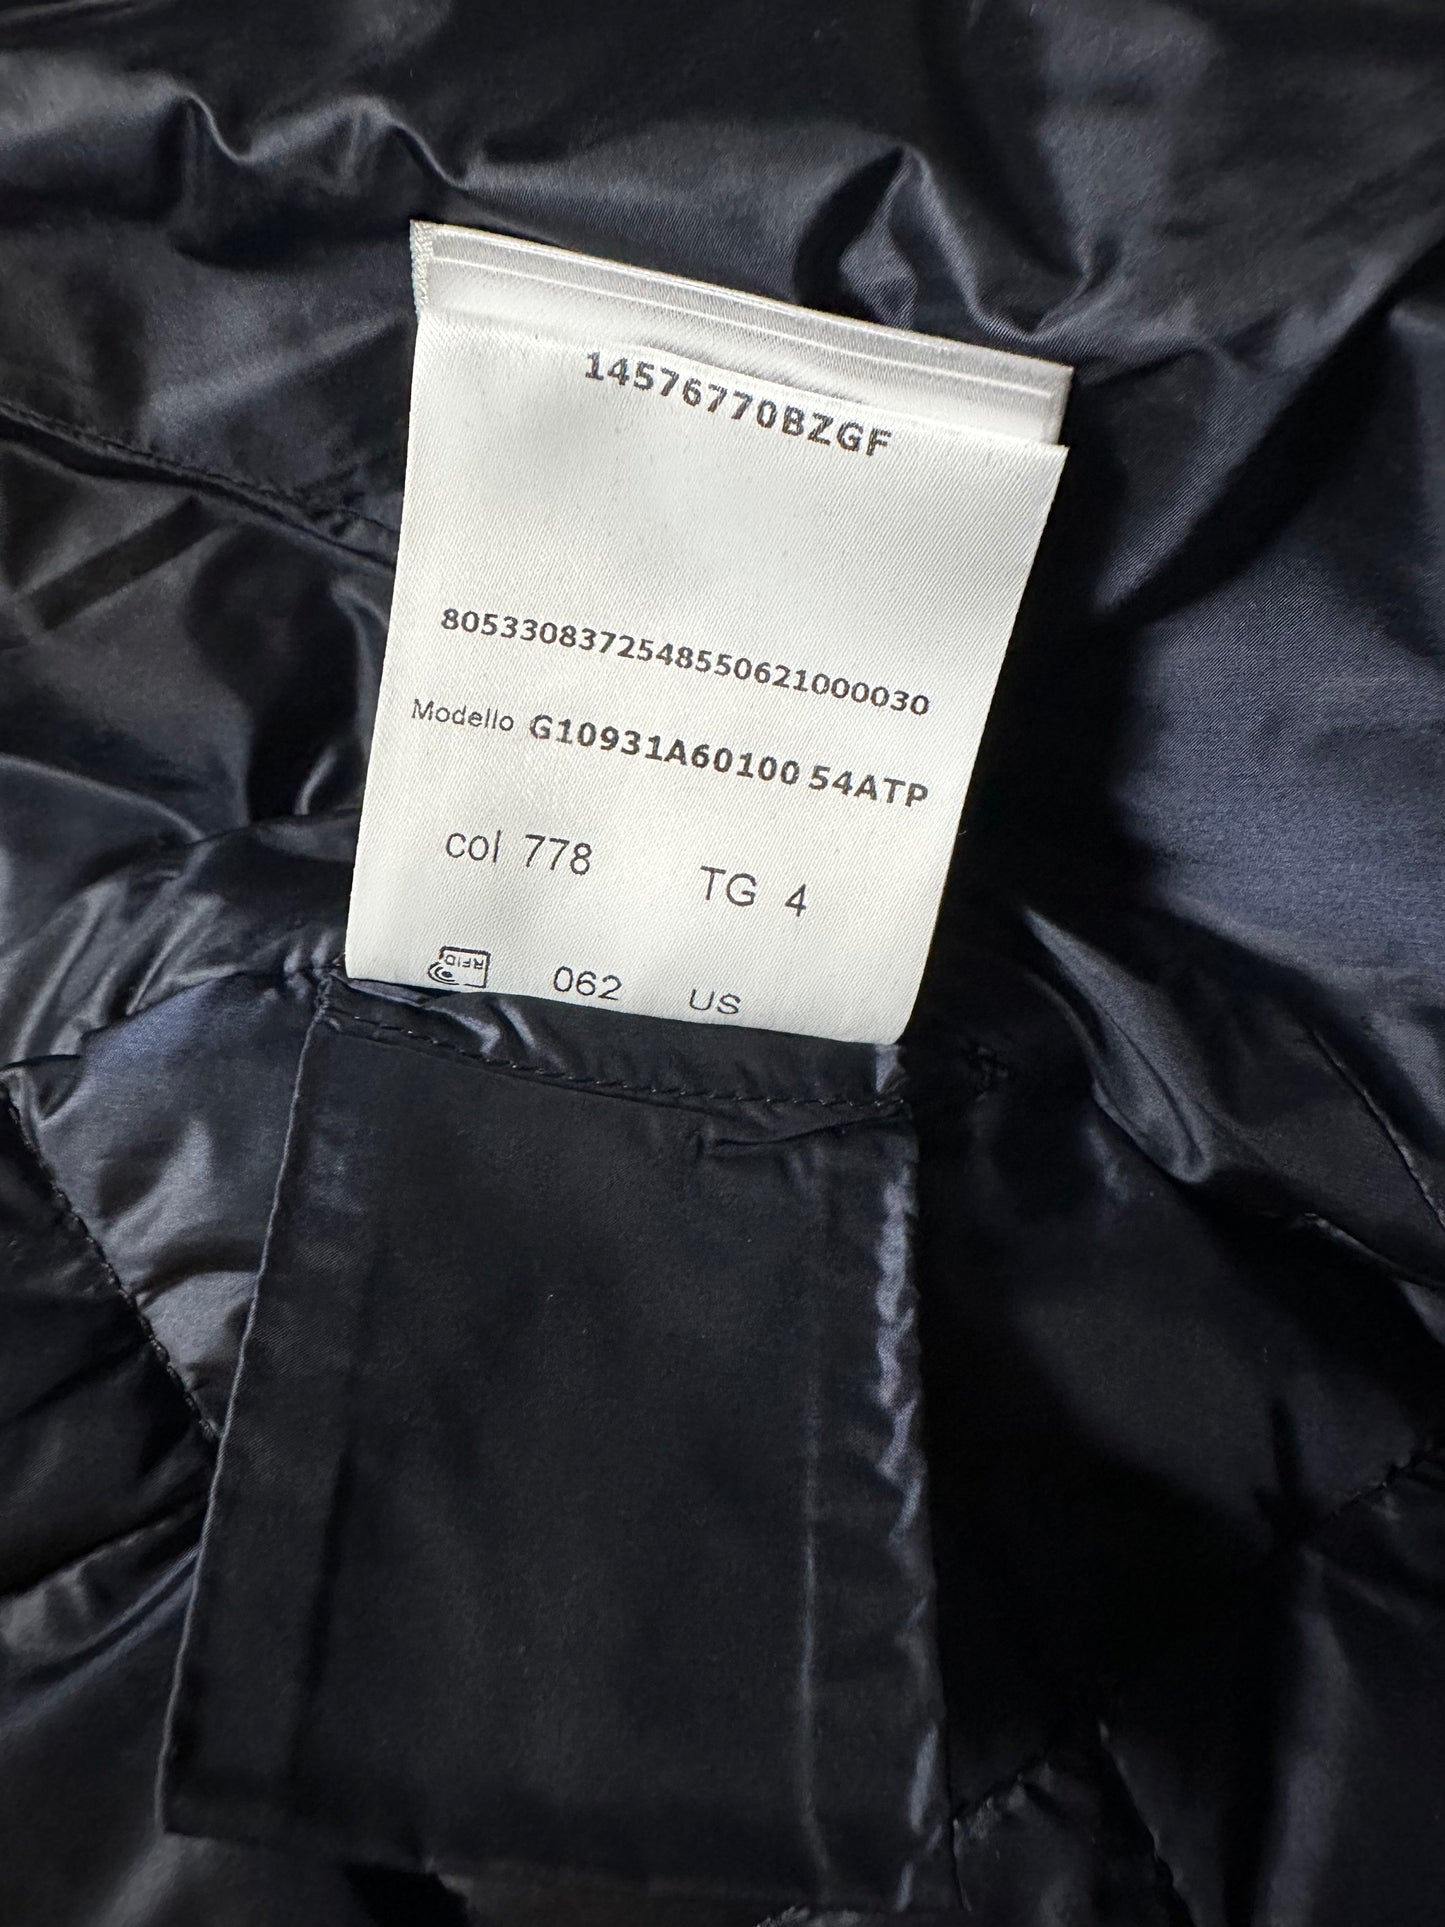 14576770BZGF
8053308372548550621000030
Modello G10931A60100 54ATP
col 778 TG 4
RFID 062 US